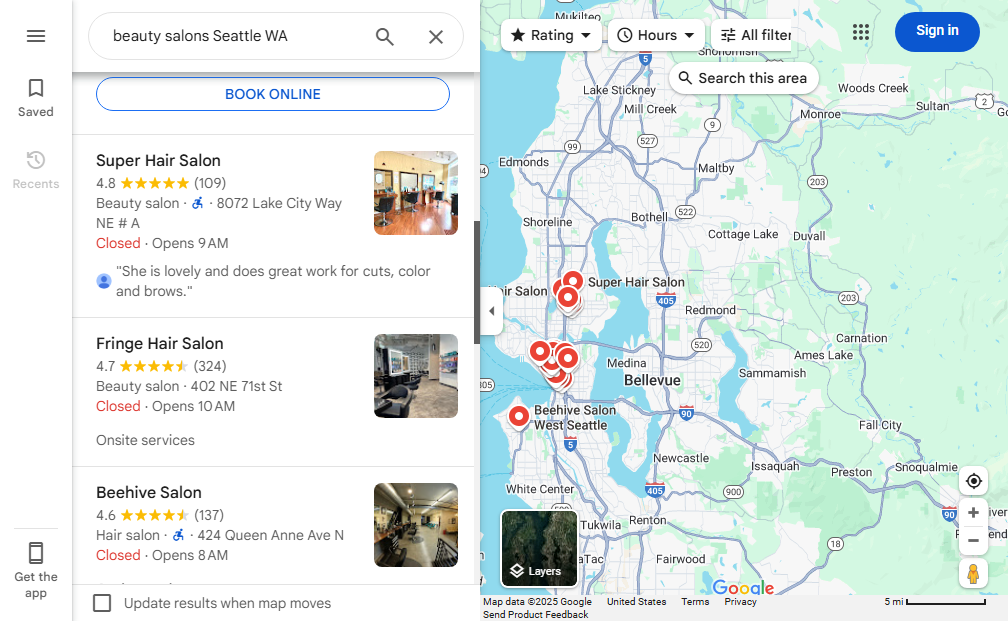 beauty salons Seattle WA
Saved
Recents
Get the
app
BOOK ONLINE
Super Hair Salon
4.8 (109)
Beauty salon · · 8072 Lake City Way
NE # A
Closed · Opens 9 AM
"She is lovely and does great work for cuts, color
and brows."
Fringe Hair Salon
4.7 (324)
Beauty salon · 402 NE 71st St
Closed · Opens 10 AM
Onsite services
Beehive Salon
4.6 (137)
Hair salon · · 424 Queen Anne Ave N
Closed · Opens 8 AM
Update results when map moves
Rating
Hours
All filter
Sign in
Search this area
Mukilteo
Snohomish
5
Lake Stickney
Mill Creek
Woods Creek
Sultan
2
Monroe
9
527
99
Edmonds
Maltby
203
Bothell
522
Shoreline
Cottage Lake
Duvall
Super Hair Salon
ir Salon
405
Redmond
203
Carnation
520
Ames Lake
Medina
Bellevue
Sammamish
305
Beehive Salon
West Seattle
90
5
Fall City
Newcastle
Issaquah
Preston
Snoqualmie
White Center
405
900
90
Tukwila
Renton
18
aTac
Fairwood
Layers
Google
Map data ©2025 Google
United States
Terms
Privacy
5 mi
Send Product Feedback